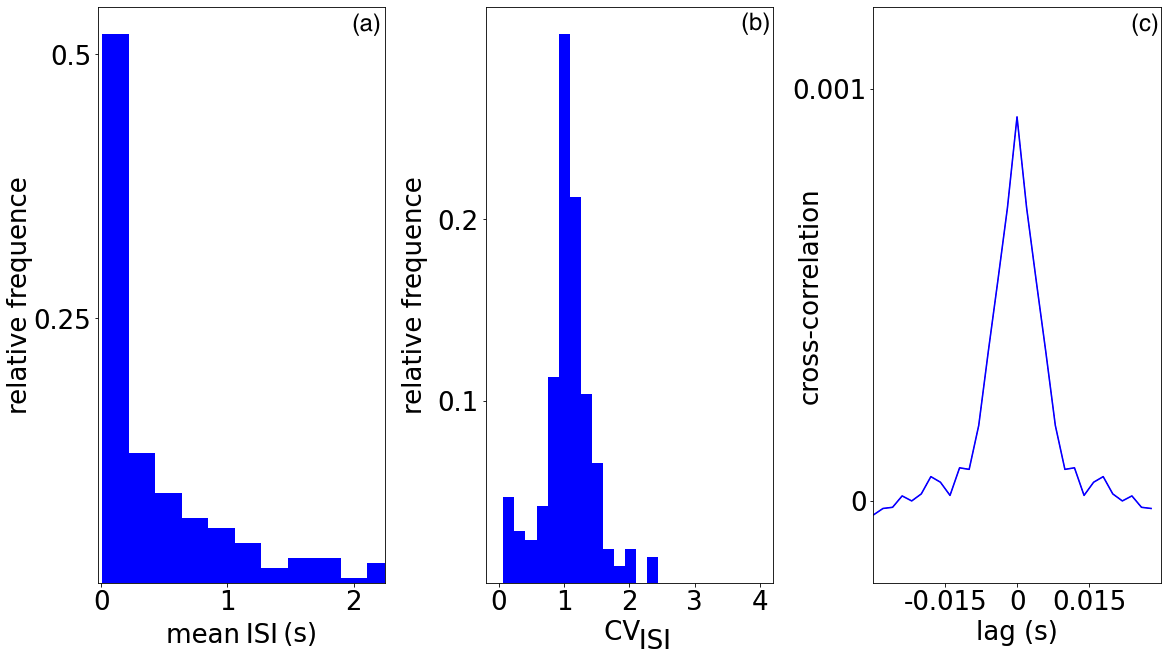 (a)
0.5
0.25
relative frequence
0
1
2
mean ISI (s)
(b)
0.2
0.1
relative frequence
0
1
2
3
4
CV_ISI
(c)
0.001
0
cross-correlation
-0.015
0
0.015
lag (s)